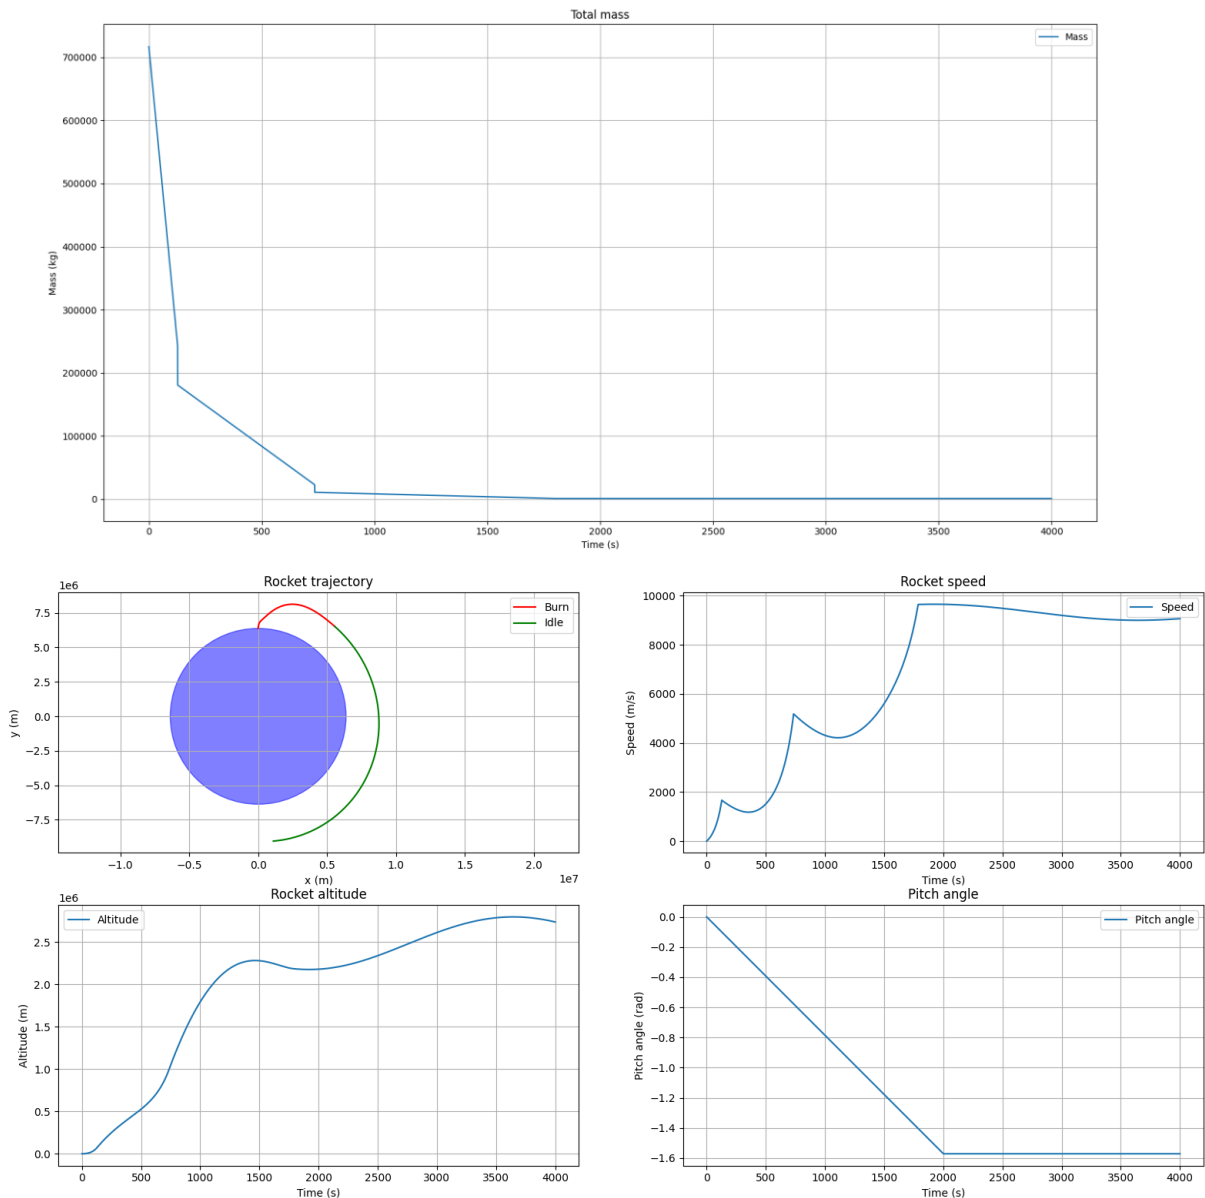 Total mass
Mass
700000
600000
500000
400000
300000
200000
100000
0
Mass (kg)
0 500 1000 1500 2000 2500 3000 3500 4000
Time (s)
Rocket trajectory
1e6
Burn
Idle
7.5
5.0
2.5
0.0
−2.5
−5.0
−7.5
y (m)
−1.0 −0.5 0.0 0.5 1.0 1.5 2.0
x (m)
1e7
Rocket speed
Speed
10000
8000
6000
4000
2000
0
Speed (m/s)
0 500 1000 1500 2000 2500 3000 3500 4000
Time (s)
Rocket altitude
1e6
Altitude
2.5
2.0
1.5
1.0
0.5
0.0
Altitude (m)
0 500 1000 1500 2000 2500 3000 3500 4000
Time (s)
Pitch angle
Pitch angle
0.0
−0.2
−0.4
−0.6
−0.8
−1.0
−1.2
−1.4
−1.6
Pitch angle (rad)
0 500 1000 1500 2000 2500 3000 3500 4000
Time (s)